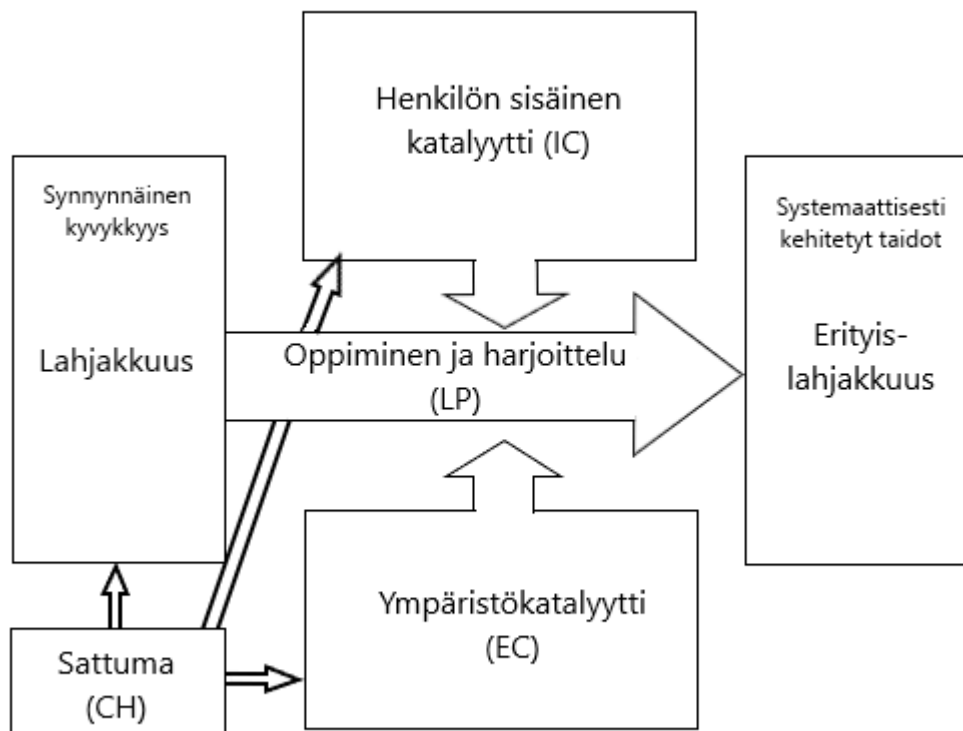 Henkilön sisäinen
katalyytti (IC)
Synnynnäinen
kyvykkyys
Lahjakkuus
Oppiminen ja harjoittelu
(LP)
Systemaattisesti
kehitetyt taidot
Erityis-
lahjakkuus
Ympäristökatalyytti
(EC)
Sattuma
(CH)